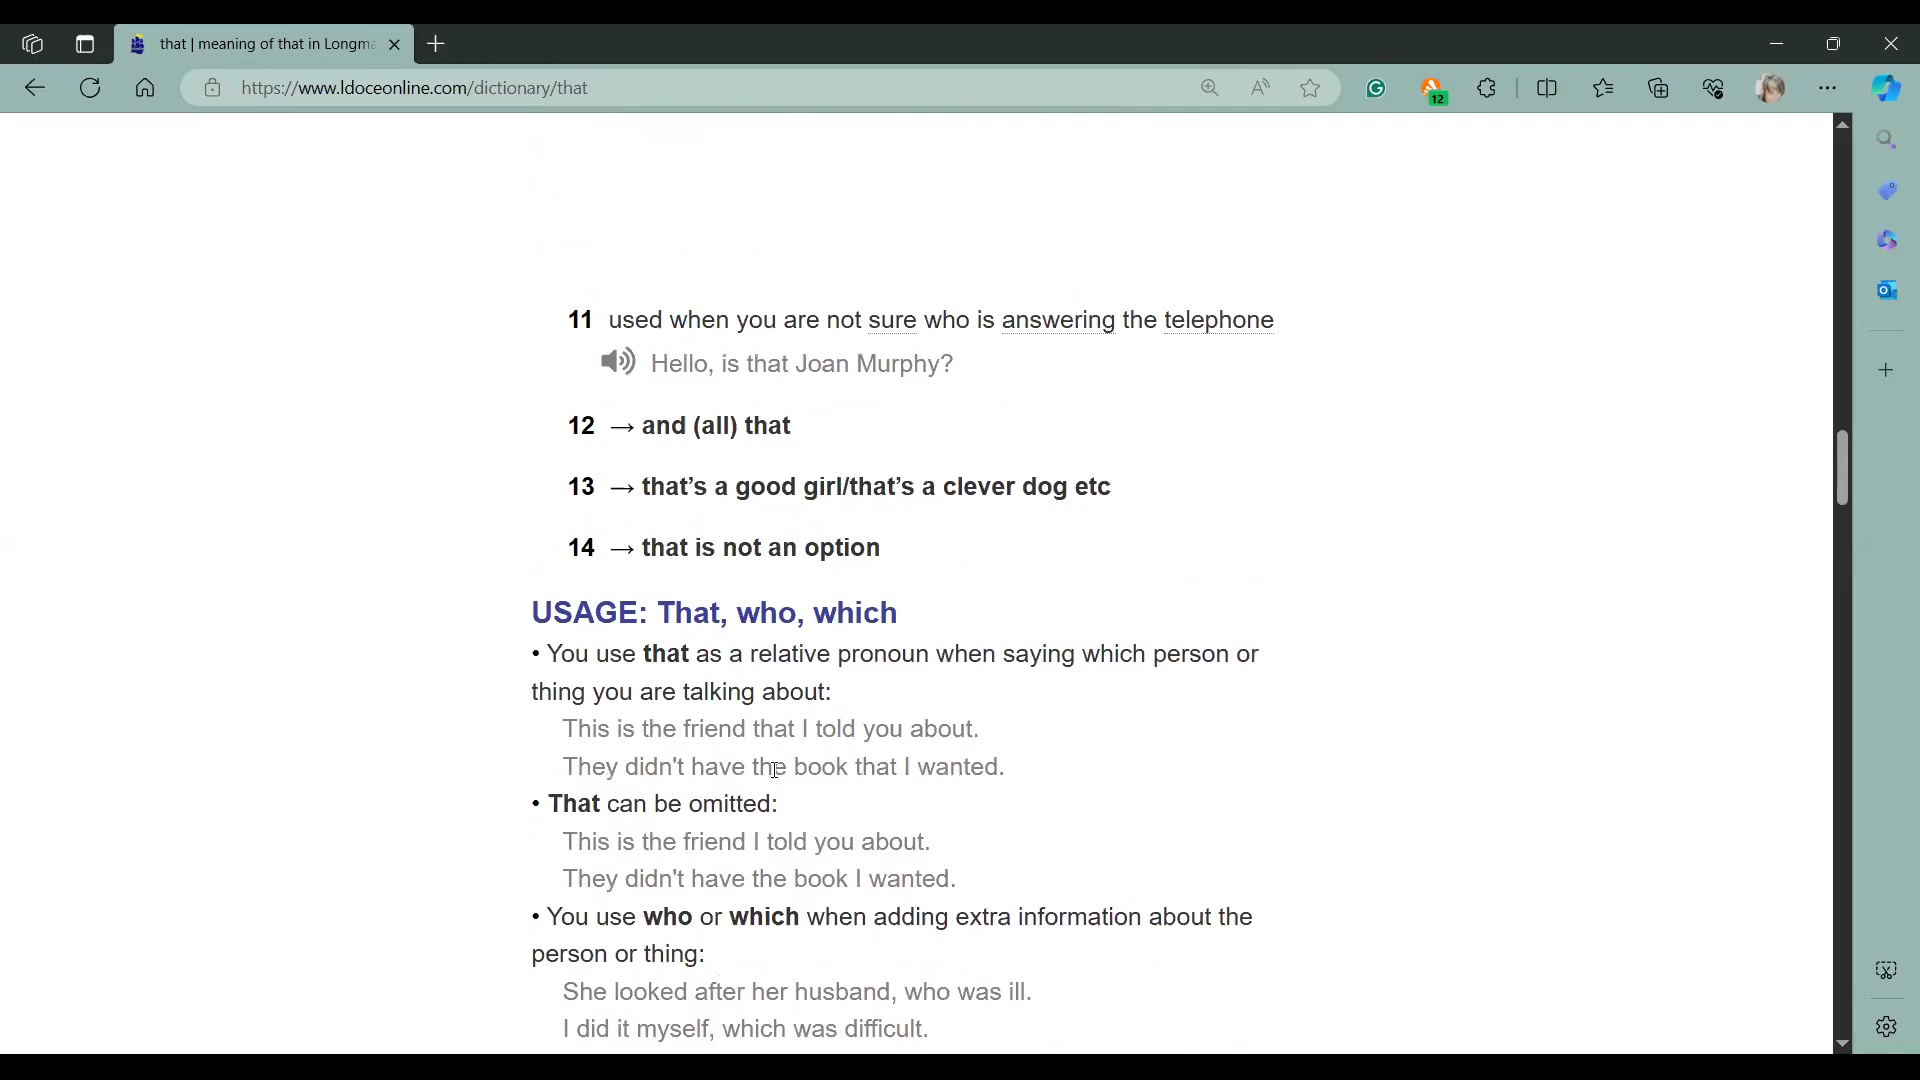 that | meaning of that in Longma
https://www.ldoceonline.com/dictionary/that
12
11 used when you are not sure who is answering the telephone
Hello, is that Joan Murphy?
12 → and (all) that
13 → that’s a good girl/that’s a clever dog etc
14 → that is not an option
USAGE: That, who, which
• You use that as a relative pronoun when saying which person or
thing you are talking about:
This is the friend that I told you about.
They didn't have the book that I wanted.
• That can be omitted:
This is the friend I told you about.
They didn't have the book I wanted.
• You use who or which when adding extra information about the
person or thing:
She looked after her husband, who was ill.
I did it myself, which was difficult.